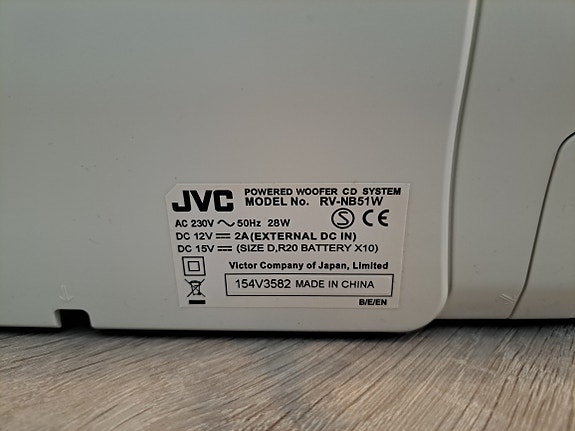 JVC POWERED WOOFER CD SYSTEM
MODEL No. RV-NB51W
AC 230V ~ 50Hz 28W
S CE
DC 12V ⎓ 2A(EXTERNAL DC IN)
DC 15V ⎓ (SIZE D,R20 BATTERY X10)
Victor Company of Japan, Limited
154V3582 MADE IN CHINA
B/E/EN